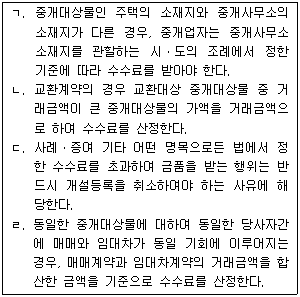 ㄱ. 중개대상물인 주택의 소재지와 중개사무소의
소재지가 다른 경우, 중개업자는 중개사무소
소재지를 관할하는 시·도의 조례에서 정한
기준에 따라 수수료를 받아야 한다.
ㄴ. 교환계약의 경우 교환대상 중개대상물 중 거
래금액이 큰 중개대상물의 가액을 거래금액으
로 하여 수수료를 산정한다.
ㄷ. 사례·증여 기타 어떤 명목으로든 법에서 정
한 수수료를 초과하여 금품을 받는 행위는 반
드시 개설등록을 취소하여야 하는 사유에 해
당한다.
ㄹ. 동일한 중개대상물에 대하여 동일한 당사자간
에 매매와 임대차가 동일 기회에 이루어지는
경우, 매매계약과 임대차계약의 거래금액을 합
산한 금액을 기준으로 수수료를 산정한다.